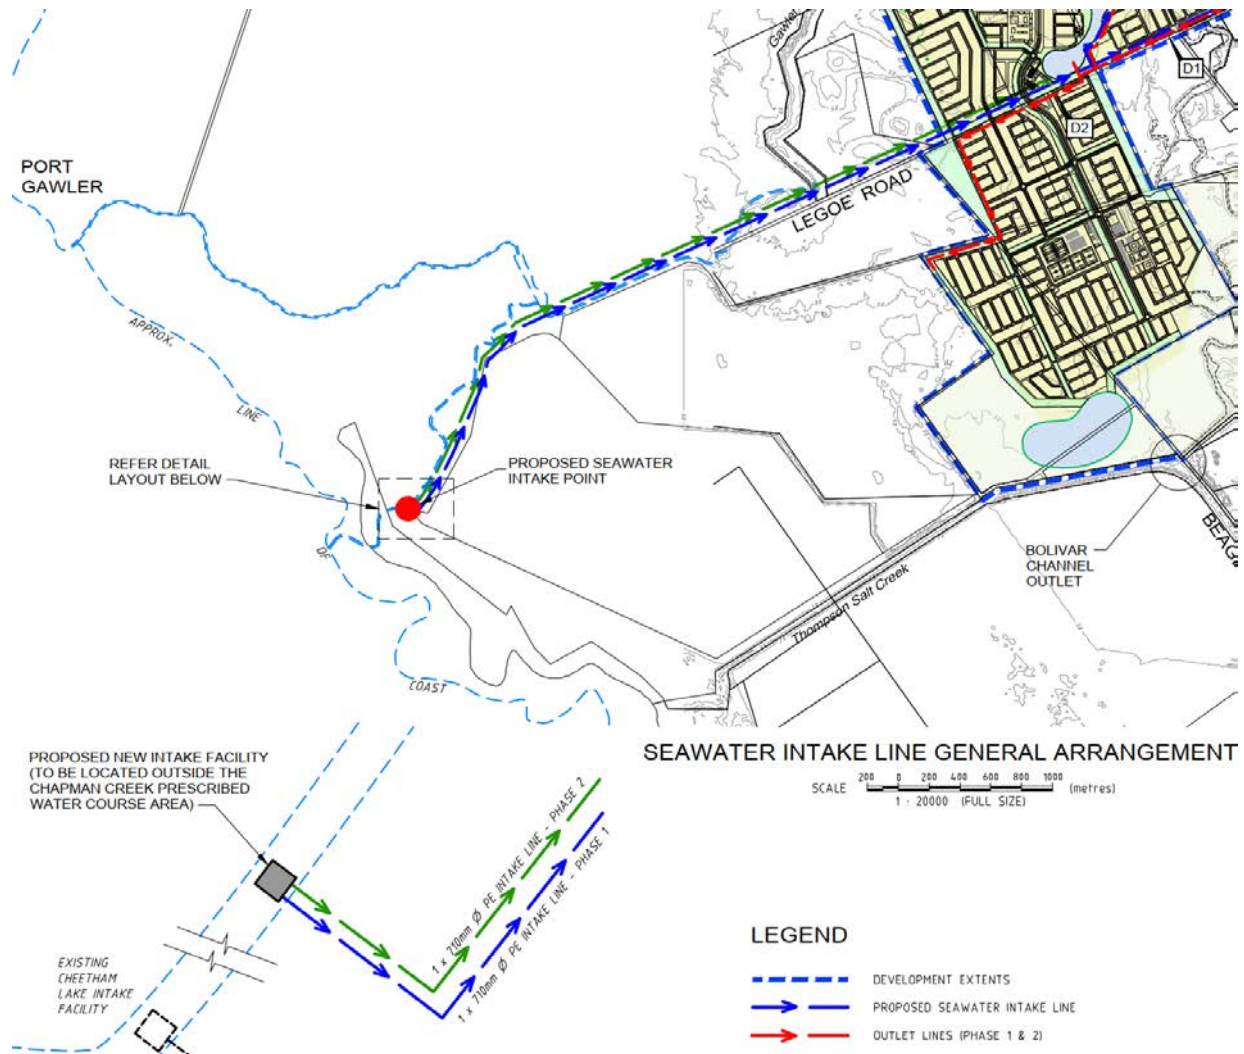 Gawler
D1
D2
PORT
GAWLER
LEGOE ROAD
APPROX.
LINE
OF
COAST
REFER DETAIL
LAYOUT BELOW
PROPOSED SEAWATER
INTAKE POINT
BOLIVAR
CHANNEL
OUTLET
Thompson Salt Creek
PROPOSED NEW INTAKE FACILITY
(TO BE LOCATED OUTSIDE THE
CHAPMAN CREEK PRESCRIBED
WATER COURSE AREA)
SEAWATER INTAKE LINE GENERAL ARRANGEMENT
SCALE 200 0 200 400 600 800 1000 (metres)
1 : 20000 (FULL SIZE)
1 x 710mm Ø PE INTAKE LINE - PHASE 2
1 x 710mm Ø PE INTAKE LINE - PHASE 1
EXISTING
CHEETHAM
LAKE INTAKE
FACILITY
LEGEND
DEVELOPMENT EXTENTS
PROPOSED SEAWATER INTAKE LINE
OUTLET LINES (PHASE 1 & 2)